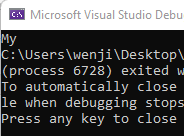 Microsoft Visual Studio Debu
My
C:\Users\wenji\Desktop\
(process 6728) exited w
To automatically close
le when debugging stops
Press any key to close